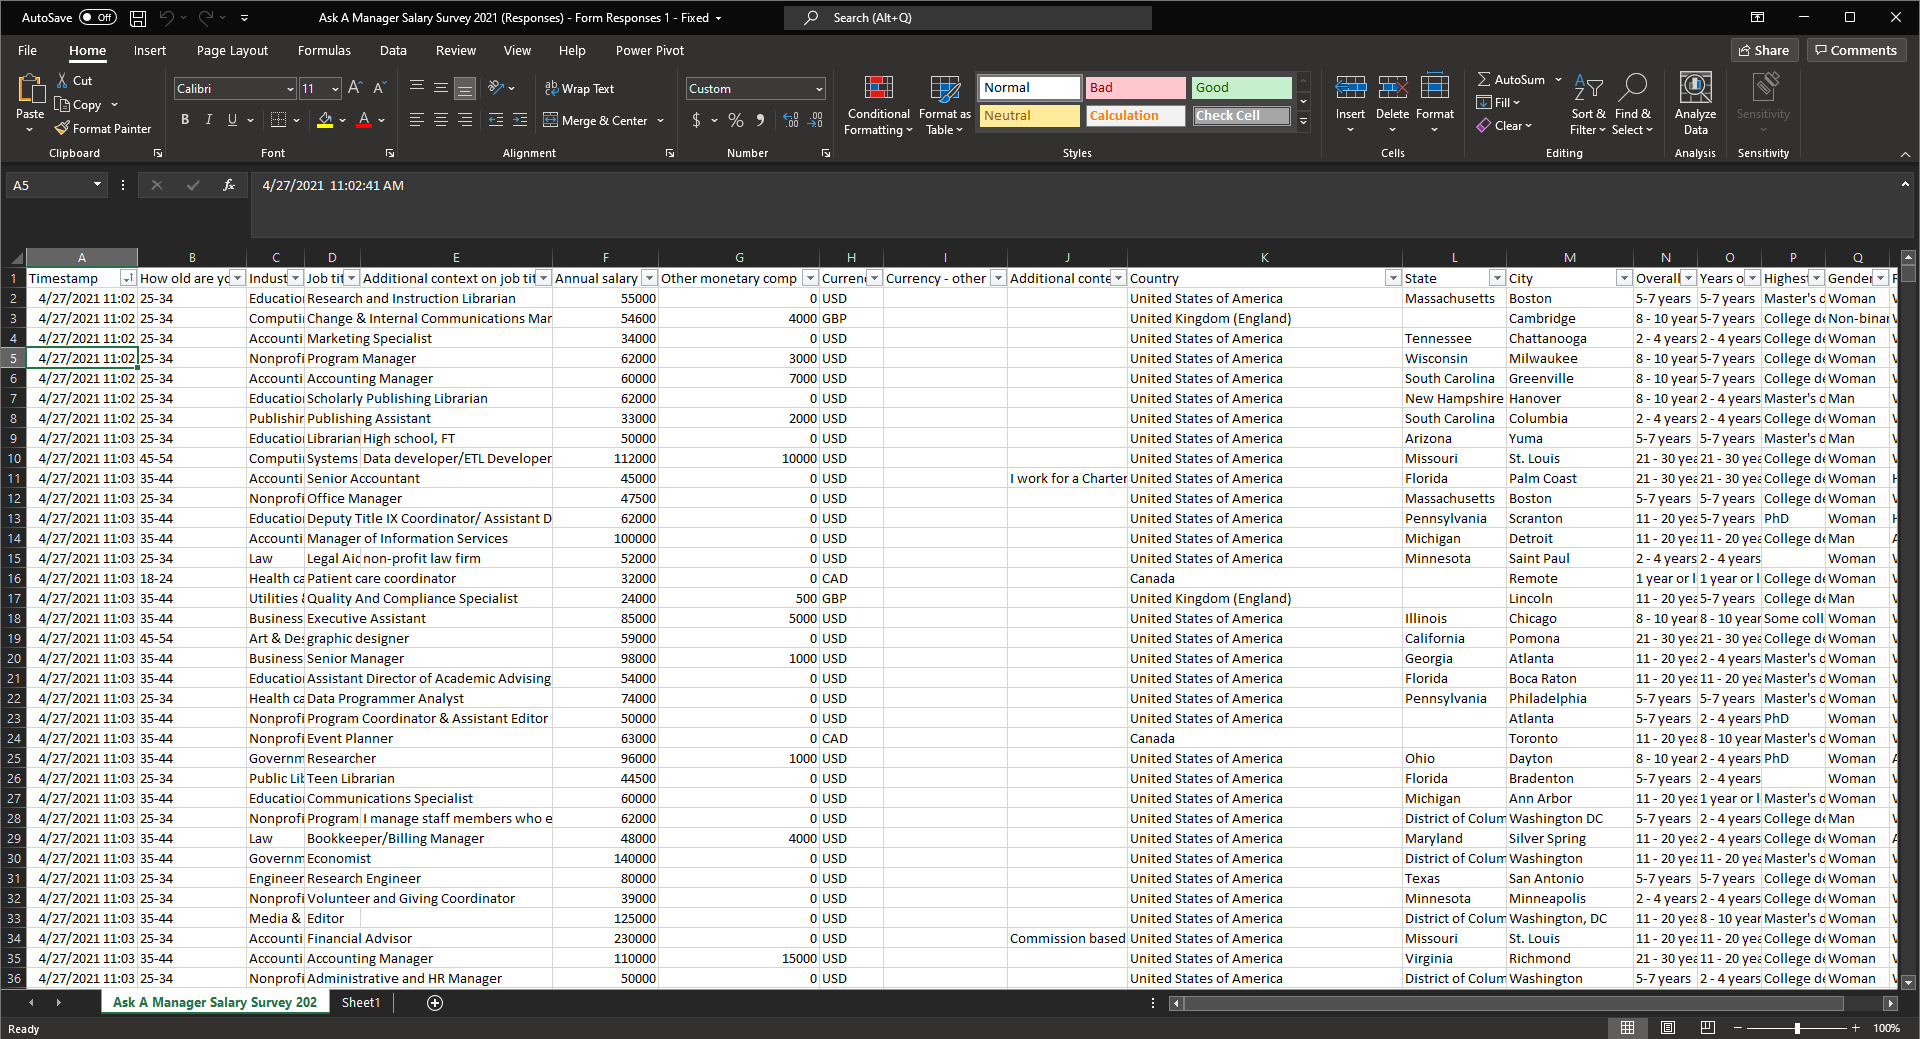 AutoSave Off Ask A Manager Salary Survey 2021 (Responses) - Form Responses 1 - Fixed Search (Alt+Q)
File Home Insert Page Layout Formulas Data Review View Help Power Pivot Share Comments
Paste Cut Copy Format Painter Clipboard
Calibri 11 B I U A Font
Wrap Text Merge & Center Alignment
Custom $ % Number
Conditional Formatting Format as Table Normal Bad Good Neutral Calculation Check Cell Styles
Insert Delete Format Cells
AutoSum Fill Clear Sort & Filter Find & Select Editing
Analyze Data Analysis Sensitivity Sensitivity
A5 fx 4/27/2021 11:02:41 AM
A B C D E F G H I J K L M N O P Q
1 Timestamp How old are yo Indust Job tit Additional context on job tit Annual salary Other monetary comp Curren Currency - other Additional conte Country State City Overall Years o Highest Gender
2 4/27/2021 11:02 25-34 Educatio Research and Instruction Librarian 55000 0 USD United States of America Massachusetts Boston 5-7 years 5-7 years Master's d Woman
3 4/27/2021 11:02 25-34 Computi Change & Internal Communications Mar 54600 4000 GBP United Kingdom (England) Cambridge 8 - 10 year 5-7 years College de Non-binar
4 4/27/2021 11:02 25-34 Accounti Marketing Specialist 34000 0 USD United States of America Tennessee Chattanooga 2 - 4 years 2 - 4 years College de Woman
5 4/27/2021 11:02 25-34 Nonprofi Program Manager 62000 3000 USD United States of America Wisconsin Milwaukee 8 - 10 year 5-7 years College de Woman
6 4/27/2021 11:02 25-34 Accounti Accounting Manager 60000 7000 USD United States of America South Carolina Greenville 8 - 10 year 5-7 years College de Woman
7 4/27/2021 11:02 25-34 Educatio Scholarly Publishing Librarian 62000 0 USD United States of America New Hampshire Hanover 8 - 10 year 2 - 4 years Master's d Man
8 4/27/2021 11:02 25-34 Publishin Publishing Assistant 33000 2000 USD United States of America South Carolina Columbia 2 - 4 years 2 - 4 years College de Woman
9 4/27/2021 11:03 25-34 Educatio Librarian High school, FT 50000 0 USD United States of America Arizona Yuma 5-7 years 5-7 years Master's d Man
10 4/27/2021 11:03 45-54 Computi Systems Data developer/ETL Developer 112000 10000 USD United States of America Missouri St. Louis 21 - 30 yea 21 - 30 yea College de Woman
11 4/27/2021 11:03 35-44 Accounti Senior Accountant 45000 0 USD I work for a Charter United States of America Florida Palm Coast 21 - 30 yea 21 - 30 yea College de Woman
12 4/27/2021 11:03 25-34 Nonprofi Office Manager 47500 0 USD United States of America Massachusetts Boston 5-7 years 5-7 years College de Woman
13 4/27/2021 11:03 35-44 Educatio Deputy Title IX Coordinator/ Assistant D 62000 0 USD United States of America Pennsylvania Scranton 11 - 20 yea 5-7 years PhD Woman
14 4/27/2021 11:03 35-44 Accounti Manager of Information Services 100000 0 USD United States of America Michigan Detroit 11 - 20 yea 11 - 20 yea College de Man
15 4/27/2021 11:03 25-34 Law Legal Aid non-profit law firm 52000 0 USD United States of America Minnesota Saint Paul 2 - 4 years 2 - 4 years Woman
16 4/27/2021 11:03 18-24 Health ca Patient care coordinator 32000 0 CAD Canada Remote 1 year or l 1 year or l College de Woman
17 4/27/2021 11:03 35-44 Utilities Quality And Compliance Specialist 24000 500 GBP United Kingdom (England) Lincoln 11 - 20 yea 5-7 years College de Man
18 4/27/2021 11:03 35-44 Business Executive Assistant 85000 5000 USD United States of America Illinois Chicago 8 - 10 year 8 - 10 year Some coll Woman
19 4/27/2021 11:03 45-54 Art & Des graphic designer 59000 0 USD United States of America California Pomona 21 - 30 yea 21 - 30 yea College de Woman
20 4/27/2021 11:03 35-44 Business Senior Manager 98000 1000 USD United States of America Georgia Atlanta 11 - 20 yea 2 - 4 years Master's d Woman
21 4/27/2021 11:03 35-44 Educatio Assistant Director of Academic Advising 54000 0 USD United States of America Florida Boca Raton 11 - 20 yea 11 - 20 yea Master's d Woman
22 4/27/2021 11:03 25-34 Health ca Data Programmer Analyst 74000 0 USD United States of America Pennsylvania Philadelphia 5-7 years 5-7 years Master's d Woman
23 4/27/2021 11:03 35-44 Nonprofi Program Coordinator & Assistant Editor 50000 0 USD United States of America Atlanta 5-7 years 2 - 4 years PhD Woman
24 4/27/2021 11:03 35-44 Nonprofi Event Planner 63000 0 CAD Canada Toronto 11 - 20 yea 8 - 10 year Master's d Woman
25 4/27/2021 11:03 35-44 Governm Researcher 96000 1000 USD United States of America Ohio Dayton 8 - 10 year 2 - 4 years PhD Woman
26 4/27/2021 11:03 25-34 Public Lib Teen Librarian 44500 0 USD United States of America Florida Bradenton 5-7 years 2 - 4 years Woman
27 4/27/2021 11:03 35-44 Educatio Communications Specialist 60000 0 USD United States of America Michigan Ann Arbor 11 - 20 yea 1 year or l Master's d Woman
28 4/27/2021 11:03 25-34 Nonprofi Program I manage staff members who e 62000 0 USD United States of America District of Colum Washington DC 5-7 years 2 - 4 years College de Man
29 4/27/2021 11:03 35-44 Law Bookkeeper/Billing Manager 48000 4000 USD United States of America Maryland Silver Spring 11 - 20 yea 2 - 4 years College de Woman
30 4/27/2021 11:03 35-44 Governm Economist 140000 0 USD United States of America District of Colum Washington 11 - 20 yea 11 - 20 yea Master's d Woman
31 4/27/2021 11:03 25-34 Engineer Research Engineer 80000 0 USD United States of America Texas San Antonio 5-7 years 5-7 years College de Woman
32 4/27/2021 11:03 25-34 Nonprofi Volunteer and Giving Coordinator 39000 0 USD United States of America Minnesota Minneapolis 2 - 4 years 2 - 4 years College de Woman
33 4/27/2021 11:03 35-44 Media & Editor 125000 0 USD United States of America District of Colum Washington, DC 11 - 20 yea 8 - 10 year Master's d Woman
34 4/27/2021 11:03 25-34 Accounti Financial Advisor 230000 0 USD Commission based United States of America Missouri St. Louis 11 - 20 yea 11 - 20 yea College de Woman
35 4/27/2021 11:03 35-44 Accounti Accounting Manager 110000 15000 USD United States of America Virginia Richmond 21 - 30 yea 11 - 20 yea College de Woman
36 4/27/2021 11:03 25-34 Nonprofi Administrative and HR Manager 50000 0 USD United States of America District of Colum Washington 5-7 years 2 - 4 years College de Woman
Ask A Manager Salary Survey 202 Sheet1
Ready 100%